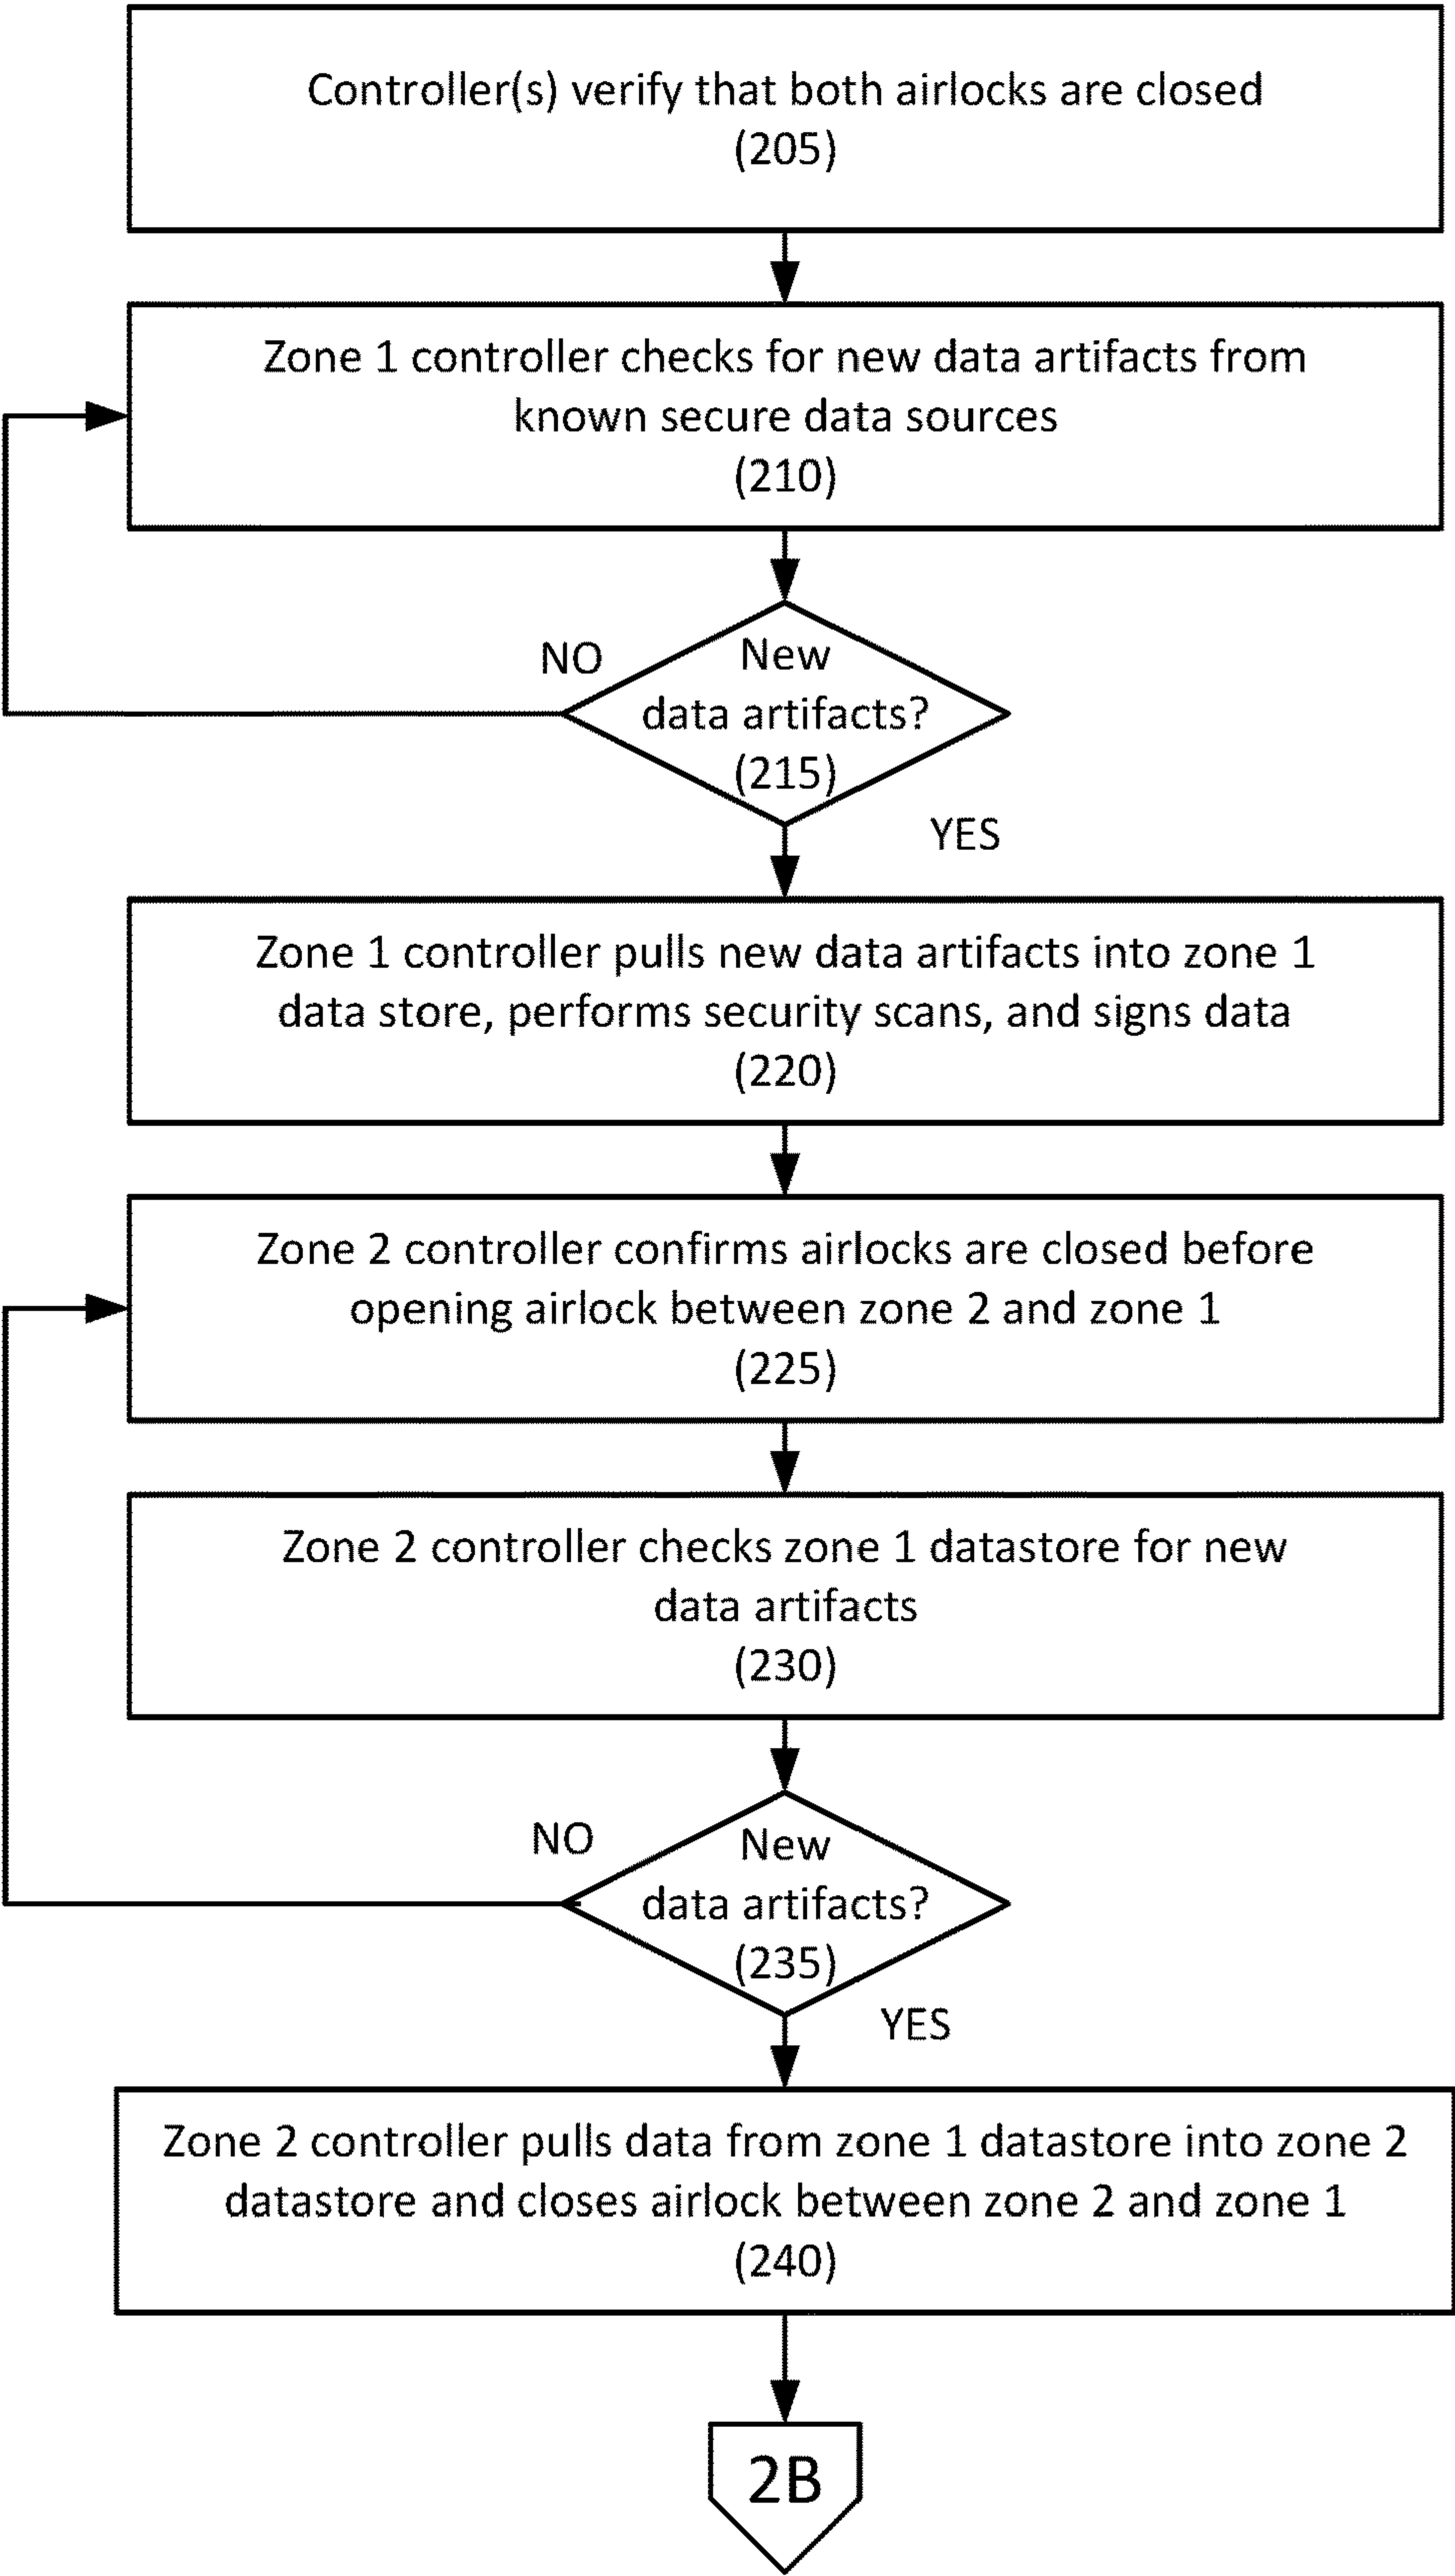 Controller(s) verify that both airlocks are closed
(205)
Zone 1 controller checks for new data artifacts from
known secure data sources
(210)
NO
New
data artifacts?
(215)
YES
Zone 1 controller pulls new data artifacts into zone 1
data store, performs security scans, and signs data
(220)
Zone 2 controller confirms airlocks are closed before
opening airlock between zone 2 and zone 1
(225)
Zone 2 controller checks zone 1 datastore for new
data artifacts
(230)
NO
New
data artifacts?
(235)
YES
Zone 2 controller pulls data from zone 1 datastore into zone 2
datastore and closes airlock between zone 2 and zone 1
(240)
2B